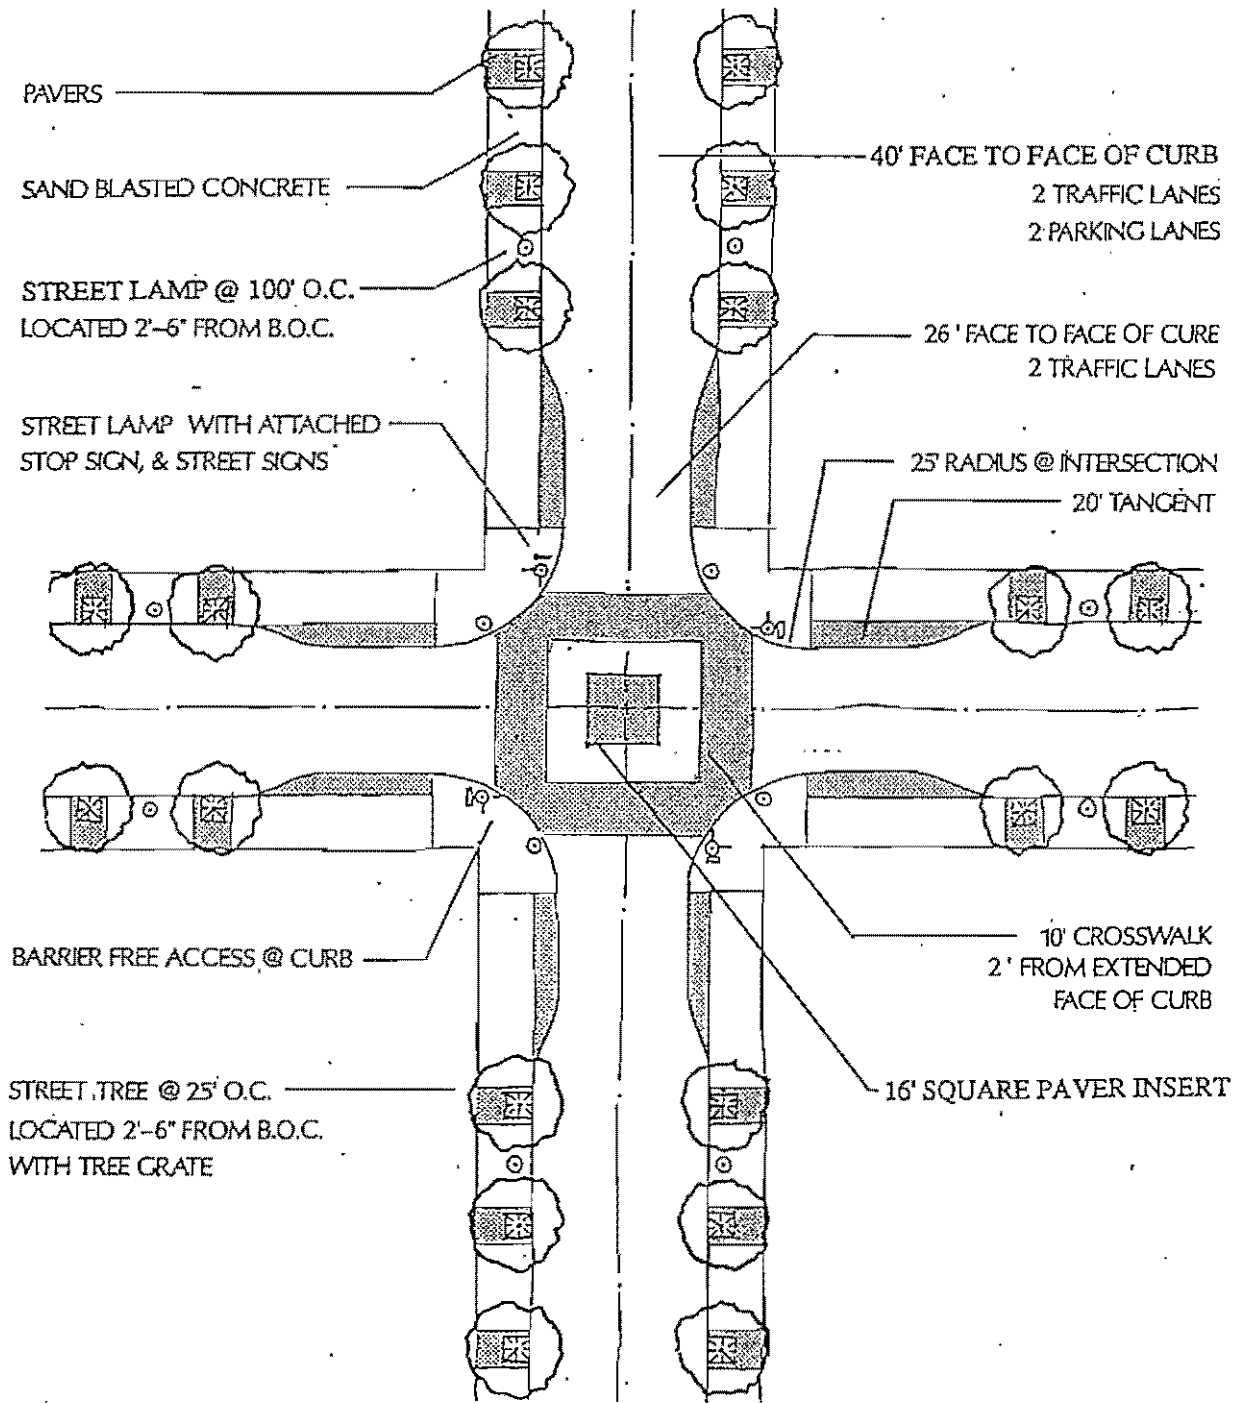 PAVERS
SAND BLASTED CONCRETE
STREET LAMP @ 100' O.C.
LOCATED 2'-6" FROM B.O.C.
STREET LAMP WITH ATTACHED
STOP SIGN, & STREET SIGNS
BARRIER FREE ACCESS @ CURB
STREET TREE @ 25' O.C.
LOCATED 2'-6" FROM B.O.C.
WITH TREE GRATE
40' FACE TO FACE OF CURB
2 TRAFFIC LANES
2 PARKING LANES
26' FACE TO FACE OF CURE
2 TRAFFIC LANES
25' RADIUS @ INTERSECTION
20' TANGENT
10' CROSSWALK
2' FROM EXTENDED
FACE OF CURB
16' SQUARE PAVER INSERT